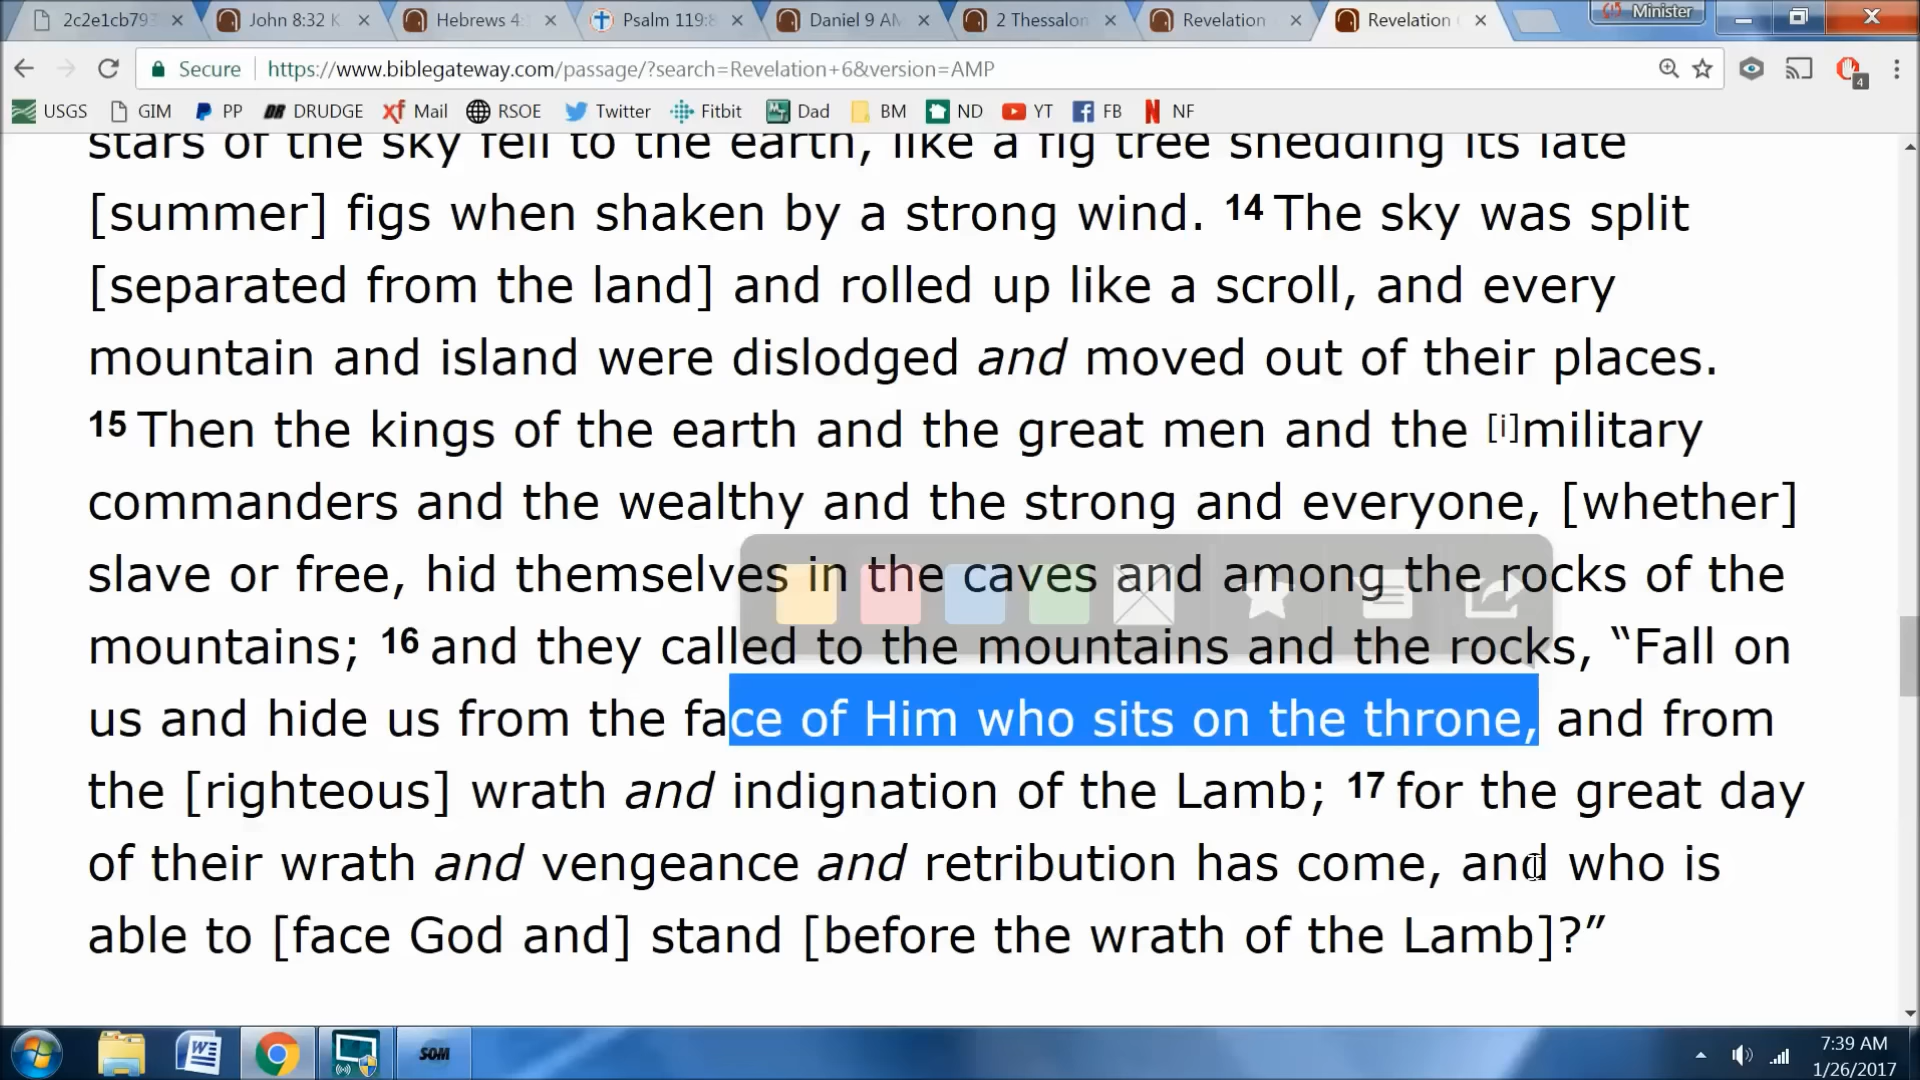 2c2e1cb793
John 8:32 K
Hebrews 4:
Psalm 119:8
Daniel 9 AM
2 Thessalon
Revelation
Revelation
Minister
Secure
https://www.biblegateway.com/passage/?search=Revelation+6&version=AMP
4
USGS
GIM
PP
DR DRUDGE
xf Mail
RSOE
Twitter
Fitbit
Dad
BM
ND
YT
FB
N NF
stars of the sky fell to the earth, like a fig tree shedding its late
[summer] figs when shaken by a strong wind. 14 The sky was split
[separated from the land] and rolled up like a scroll, and every
mountain and island were dislodged and moved out of their places.
15 Then the kings of the earth and the great men and the [i]military
commanders and the wealthy and the strong and everyone, [whether]
slave or free, hid themselves in the caves and among the rocks of the
mountains; 16 and they called to the mountains and the rocks, “Fall on
us and hide us from the face of Him who sits on the throne, and from
the [righteous] wrath and indignation of the Lamb; 17 for the great day
of their wrath and vengeance and retribution has come, and who is
able to [face God and] stand [before the wrath of the Lamb]?”
W
SOM
7:39 AM
1/26/2017